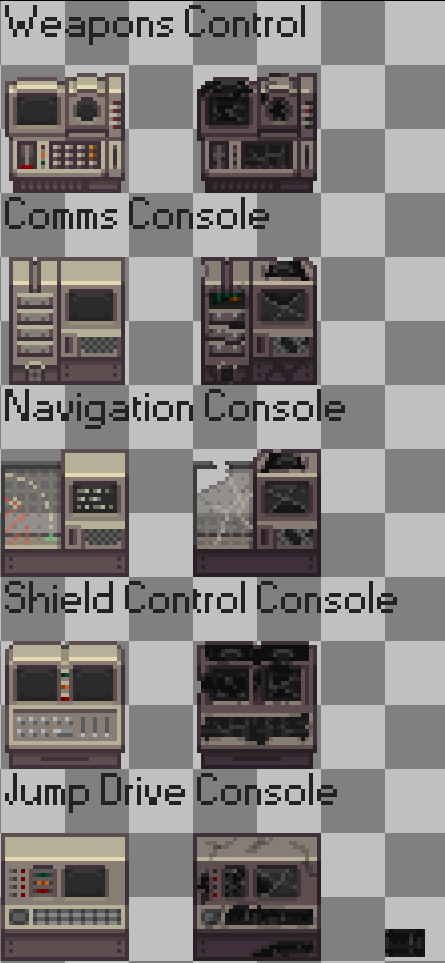 Weapons Control
Comms Console
Navigation Console
Shield Control Console
Jump Drive Console